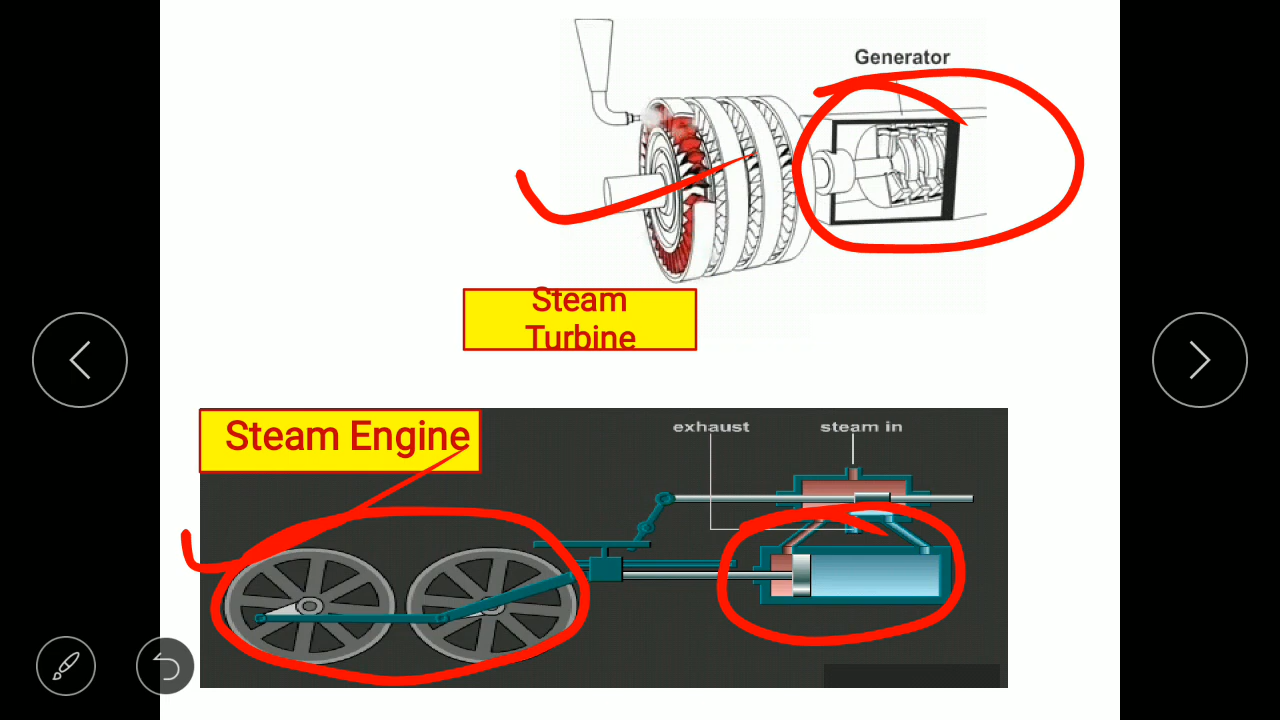 Generator
Steam
Turbine
Steam Engine
exhaust
steam in